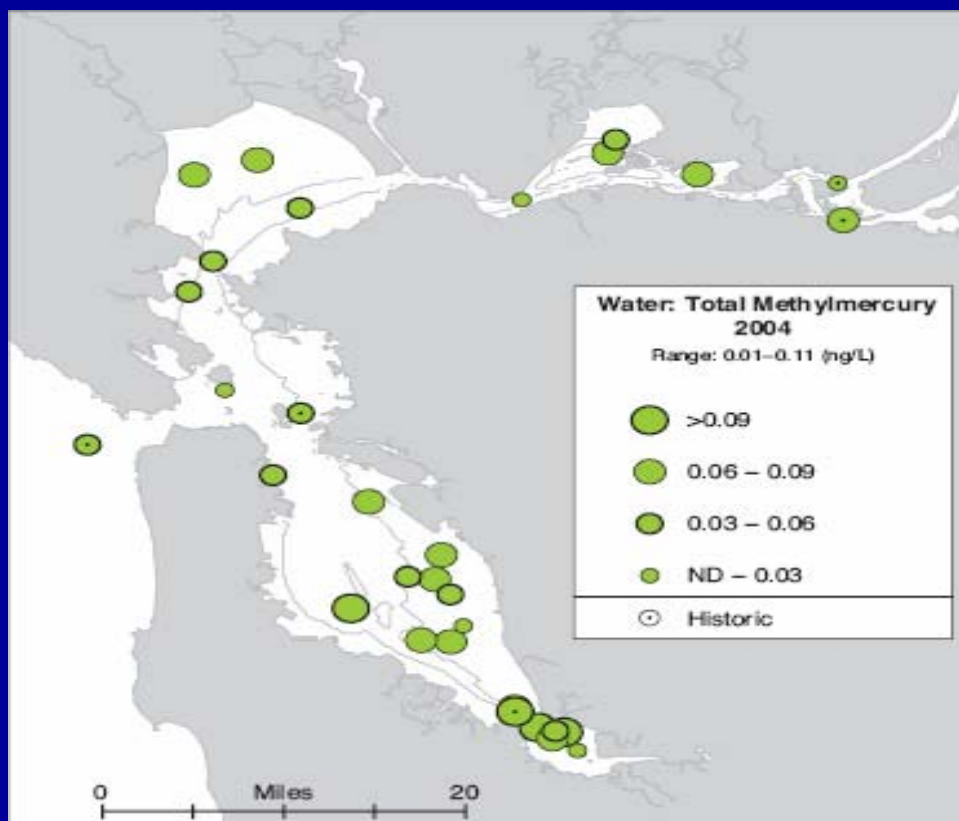 Water: Total Methylmercury
2004
Range: 0.01–0.11 (ng/L)
>0.09
0.06 – 0.09
0.03 – 0.06
ND – 0.03
Historic
0 Miles 20